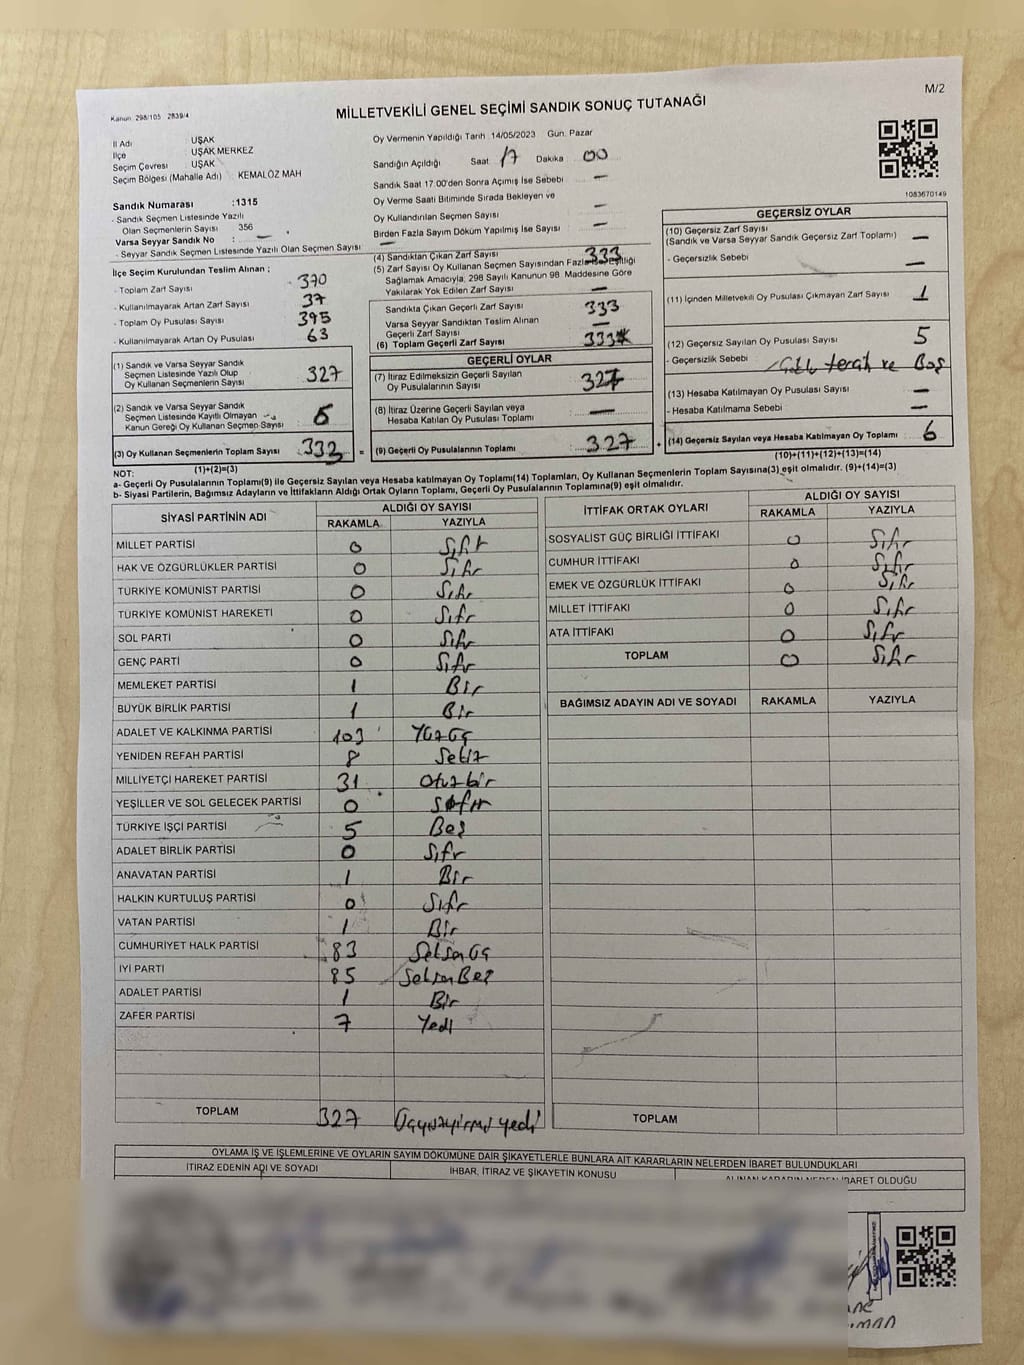 M/2
Kanun 298/105 2839/4
MİLLETVEKİLİ GENEL SEÇİMİ SANDIK SONUÇ TUTANAĞI
İl Adı : UŞAK
İlçe : UŞAK MERKEZ
Seçim Çevresi : UŞAK
Seçim Bölgesi (Mahalle Adı) : KEMALÖZ MAH
Sandık Numarası :1315
- Sandık Seçmen Listesinde Yazılı
Olan Seçmenlerin Sayısı : 356
Varsa Seyyar Sandık No : —
- Seyyar Sandık Seçmen Listesinde Yazılı Olan Seçmen Sayısı —
Oy Vermenin Yapıldığı Tarih 14/05/2023 Gün. Pazar
Sandığın Açıldığı Saat 17 Dakika 00
Sandık Saat 17.00'den Sonra Açılmış İse Sebebi —
Oy Verme Saati Bitiminde Sırada Bekleyen ve
Oy Kullandırılan Seçmen Sayısı —
Birden Fazla Sayım Döküm Yapılmış İse Sayısı —
1083670149
İlçe Seçim Kurulundan Teslim Alınan ;
- Toplam Zarf Sayısı : 370
- Kullanılmayarak Artan Zarf Sayısı : 37
- Toplam Oy Pusulası Sayısı : 395
- Kullanılmayarak Artan Oy Pusulası : 63
(1) Sandık ve Varsa Seyyar Sandık
Seçmen Listesinde Yazılı Olup
Oy Kullanan Seçmenlerin Sayısı : 327
(2) Sandık ve Varsa Seyyar Sandık
Seçmen Listesinde Kayıtlı Olmayan
Kanun Gereği Oy Kullanan Seçmen Sayısı :
(3) Oy Kullanan Seçmenlerin Toplam Sayısı : 333 =
(1)+(2)=(3)
(4) Sandıktan Çıkan Zarf Sayısı : 333
(5) Zarf Sayısı Oy Kullanan Seçmen Sayısından Fazla İse Eşitliği
Sağlamak Amacıyla; 298 Sayılı Kanunun 98. Maddesine Göre
Yakılarak Yok Edilen Zarf Sayısı : —
Sandıkta Çıkan Geçerli Zarf Sayısı : 333
Varsa Seyyar Sandıktan Teslim Alınan
Geçerli Zarf Sayısı : —
(6) Toplam Geçerli Zarf Sayısı : 333
GEÇERLİ OYLAR
(7) İtiraz Edilmeksizin Geçerli Sayılan
Oy Pusulalarının Sayısı : 327
(8) İtiraz Üzerine Geçerli Sayılan veya
Hesaba Katılan Oy Pusulası Toplamı : —
(9) Geçerli Oy Pusulalarının Toplamı : 327 +
GEÇERSİZ OYLAR
(10) Geçersiz Zarf Sayısı
(Sandık ve Varsa Seyyar Sandık Geçersiz Zarf Toplamı) : —
- Geçersizlik Sebebi : —
(11) İçinden Milletvekili Oy Pusulası Çıkmayan Zarf Sayısı : 1
(12) Geçersiz Sayılan Oy Pusulası Sayısı : 5
- Geçersizlik Sebebi : tercih ve Boş
(13) Hesaba Katılmayan Oy Pusulası Sayısı : —
- Hesaba Katılmama Sebebi : —
(14) Geçersiz Sayılan veya Hesaba Katılmayan Oy Toplamı : 6
(10)+(11)+(12)+(13)=(14)
NOT:
a- Geçerli Oy Pusulalarının Toplamı(9) ile Geçersiz Sayılan veya Hesaba katılmayan Oy Toplamı(14) Toplamları, Oy Kullanan Seçmenlerin Toplam Sayısına(3) eşit olmalıdır. (9)+(14)=(3)
b- Siyasi Partilerin, Bağımsız Adayların ve İttifakların Aldığı Ortak Oyların Toplamı, Geçerli Oy Pusulalarının Toplamına(9) eşit olmalıdır.
SİYASİ PARTİNİN ADI ALDIĞI OY SAYISI
RAKAMLA YAZIYLA
MİLLET PARTİSİ 0 Sıfır
HAK VE ÖZGÜRLÜKLER PARTİSİ 0 Sıfır
TÜRKİYE KOMÜNİST PARTİSİ 0 Sıfır
TÜRKİYE KOMÜNİST HAREKETİ 0 Sıfır
SOL PARTİ 0 Sıfır
GENÇ PARTİ 0 Sıfır
MEMLEKET PARTİSİ 1 Bir
BÜYÜK BİRLİK PARTİSİ 1 Bir
ADALET VE KALKINMA PARTİSİ 103 Yüzüç
YENİDEN REFAH PARTİSİ 8 Sekiz
MİLLİYETÇİ HAREKET PARTİSİ 31 Otuzbir
YEŞİLLER VE SOL GELECEK PARTİSİ 0 Sıfır
TÜRKİYE İŞÇİ PARTİSİ 5 Beş
ADALET BİRLİK PARTİSİ 0 Sıfır
ANAVATAN PARTİSİ 1 Bir
HALKIN KURTULUŞ PARTİSİ 0 Sıfır
VATAN PARTİSİ 1 Bir
CUMHURİYET HALK PARTİSİ 83 Seksenüç
İYİ PARTİ 85 SeksenBeş
ADALET PARTİSİ 1 Bir
ZAFER PARTİSİ 7 Yedi
TOPLAM 327 Üçyüzyirmi yedi
İTTİFAK ORTAK OYLARI ALDIĞI OY SAYISI
RAKAMLA YAZIYLA
SOSYALİST GÜÇ BİRLİĞİ İTTİFAKI 0 Sıfır
CUMHUR İTTİFAKI 0 Sıfır
EMEK VE ÖZGÜRLÜK İTTİFAKI 0 Sıfır
MİLLET İTTİFAKI 0 Sıfır
ATA İTTİFAKI 0 Sıfır
TOPLAM 0 Sıfır
BAĞIMSIZ ADAYIN ADI VE SOYADI RAKAMLA YAZIYLA
TOPLAM
OYLAMA İŞ VE İŞLEMLERİNE VE OYLARIN SAYIM DÖKÜMÜNE DAİR ŞİKAYETLERLE BUNLARA AİT KARARLARIN NELERDEN İBARET BULUNDUKLARI
İTİRAZ EDENİN ADI VE SOYADI İHBAR, İTİRAZ VE ŞİKAYETİN KONUSU ALINAN KARARIN NEDEN İBARET OLDUĞU